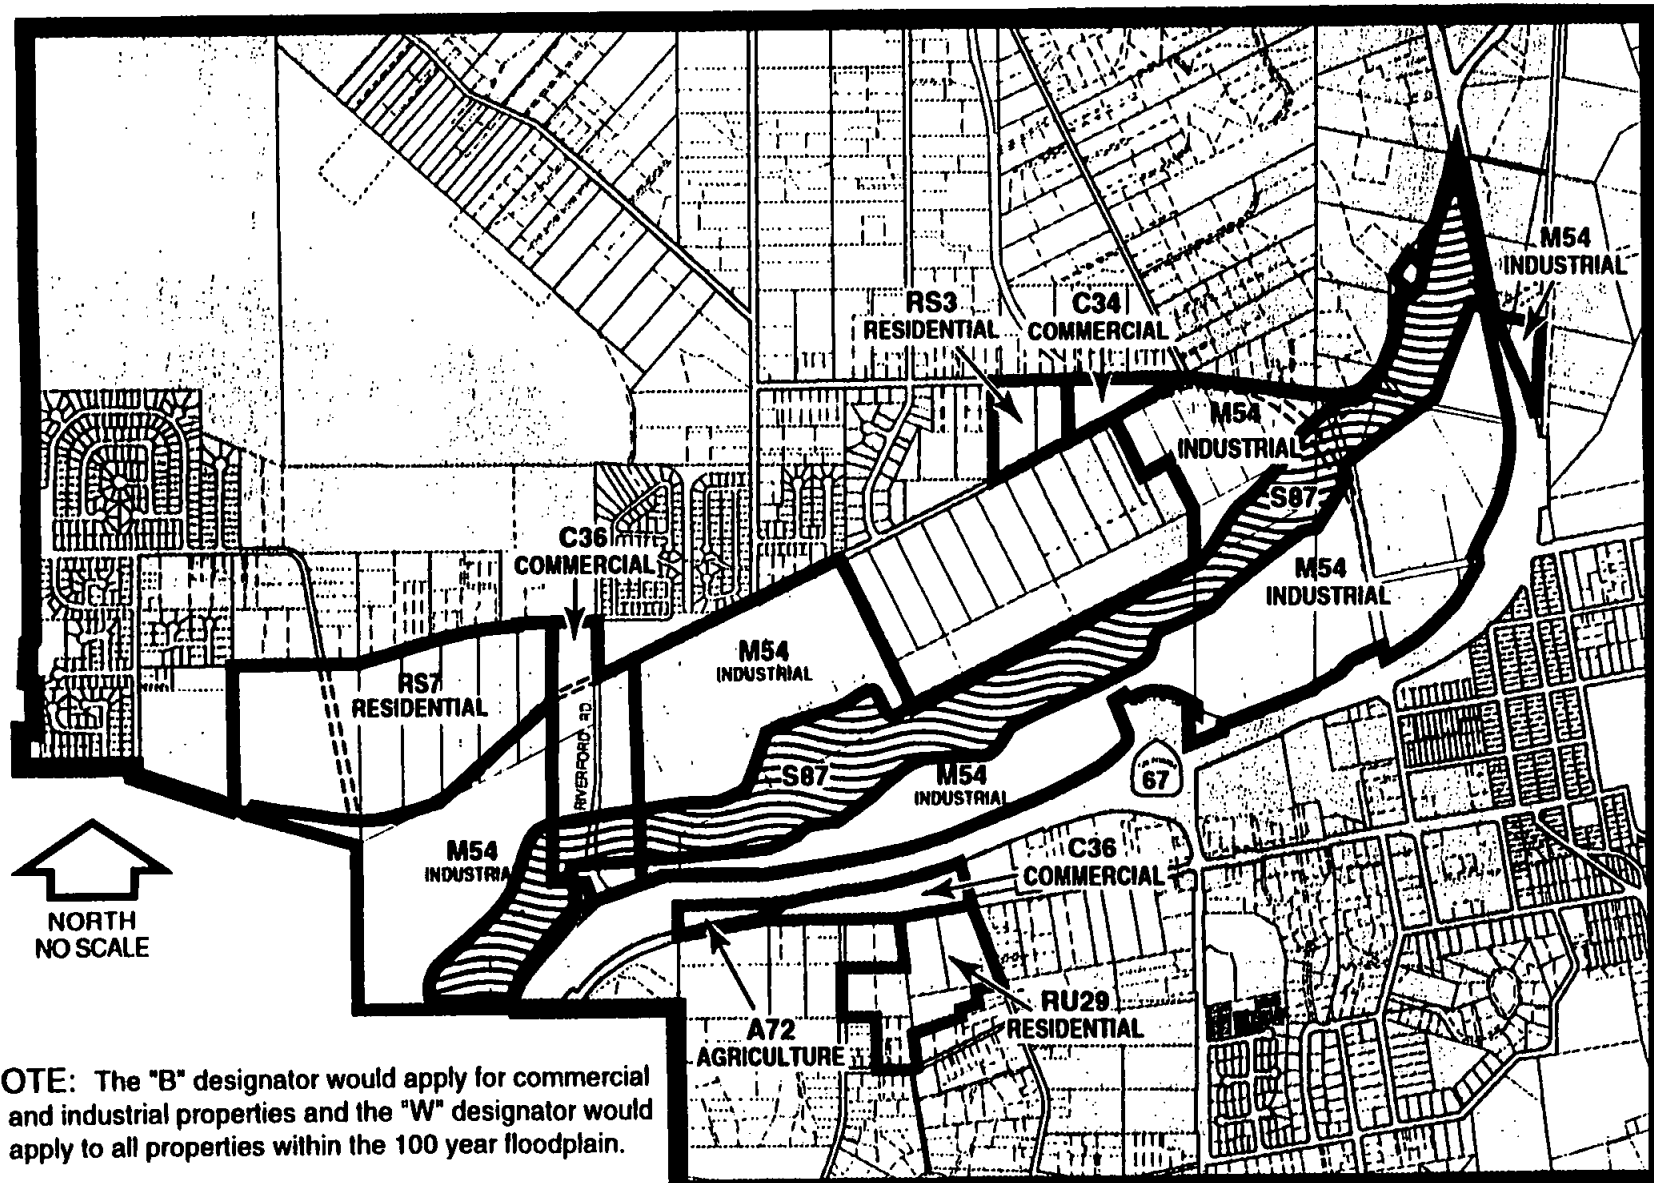 M54
INDUSTRIAL
RS3
RESIDENTIAL
C34
COMMERCIAL
M54
INDUSTRIAL
S87
C36
COMMERCIAL
M54
INDUSTRIAL
M54
INDUSTRIAL
RS7
RESIDENTIAL
RIVERFORD RD
S87
M54
INDUSTRIAL
67
M54
INDUSTRIA
C36
COMMERCIAL
NORTH
NO SCALE
RU29
RESIDENTIAL
A72
AGRICULTURE
OTE: The "B" designator would apply for commercial
and industrial properties and the "W" designator would
apply to all properties within the 100 year floodplain.